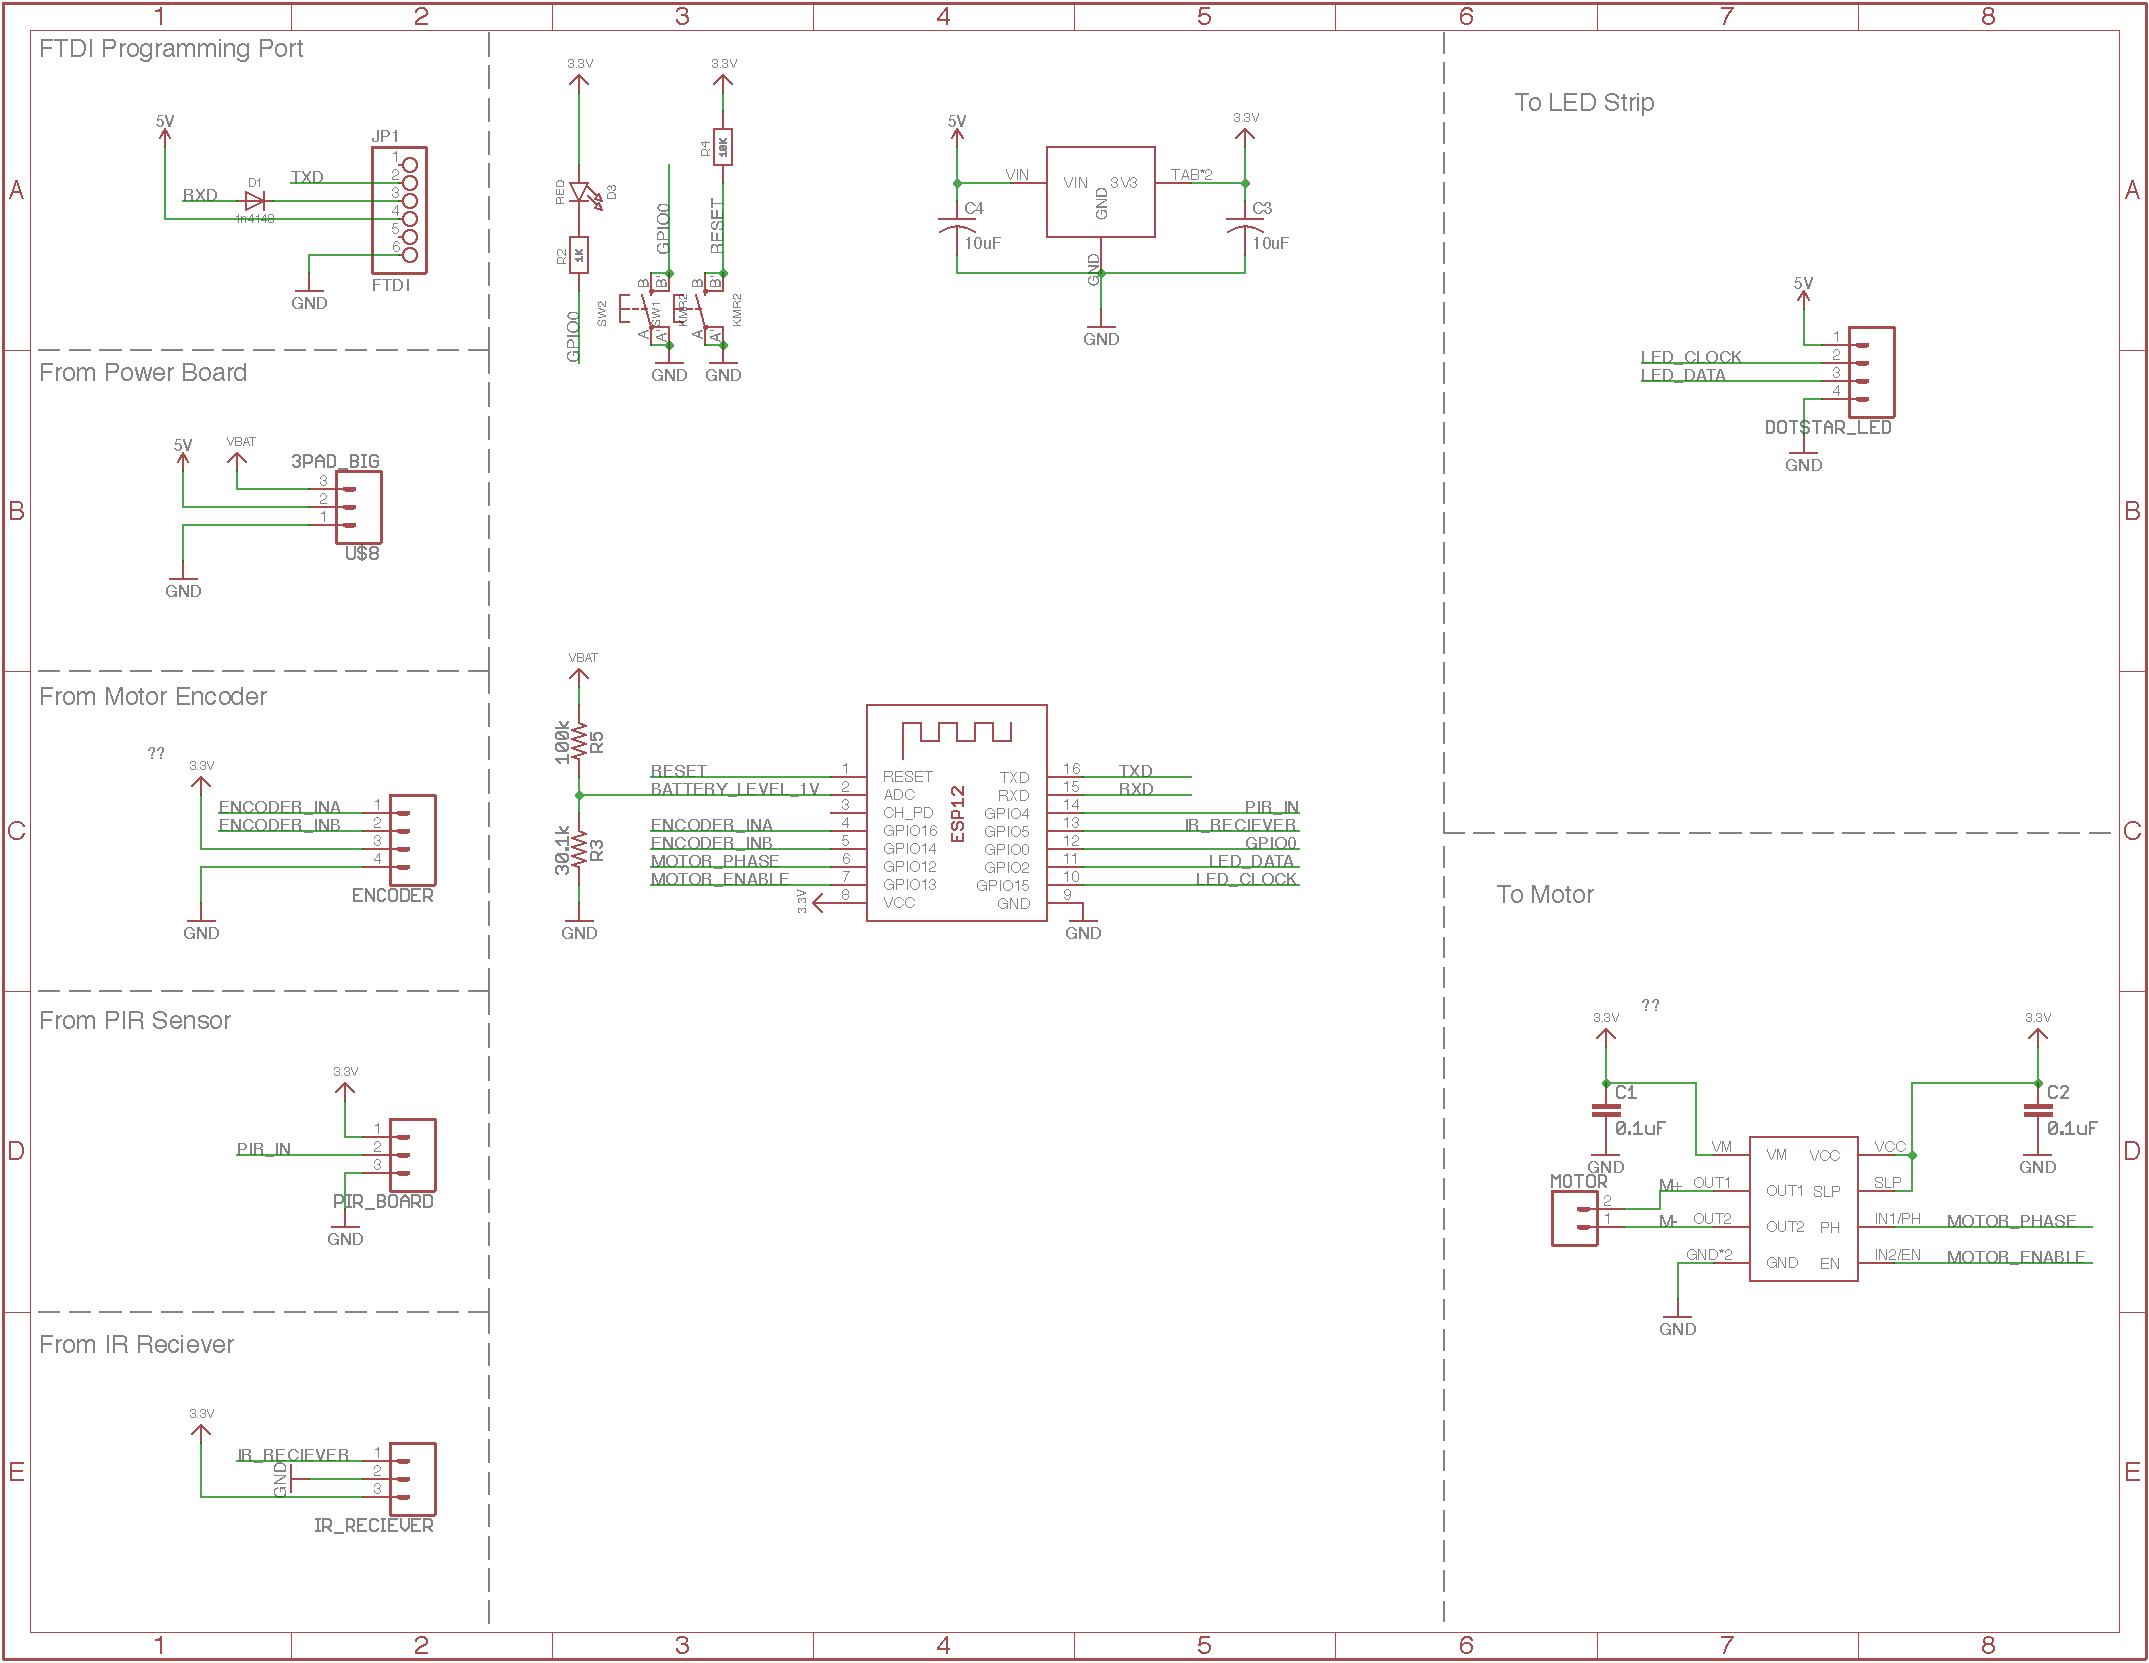 1 2 3 4 5 6 7 8
A
B
C
D
E
FTDI Programming Port
5V
JP1
RXD
D1
1n4148
TXD
1
2
3
4
5
6
FTDI
GND
From Power Board
5V
VBAT
3PAD_BIG
3
2
1
U$8
GND
From Motor Encoder
??
3.3V
ENCODER_INA
ENCODER_INB
1
2
3
4
ENCODER
GND
From PIR Sensor
3.3V
PIR_IN
1
2
3
PIR_BOARD
GND
From IR Reciever
3.3V
IR_RECIEVER
GND
1
2
3
IR_RECIEVER
3.3V
RED
D3
R2
1K
GPIO0
3.3V
R4
10K
GPIO0
RESET
B
B'
B
B'
SW2
SW1
KMR2
KMR2
A
A'
A
A'
GND
GND
5V
VIN
C4
10uF
VIN
3V3
GND
GND
TAB*2
3.3V
C3
10uF
GND
VBAT
100k
R5
30.1k
R3
GND
RESET
BATTERY_LEVEL_1V
ENCODER_INA
ENCODER_INB
MOTOR_PHASE
MOTOR_ENABLE
3.3V
1
2
3
4
5
6
7
8
RESET
ADC
CH_PD
GPIO16
GPIO14
GPIO12
GPIO13
VCC
ESP12
TXD
RXD
GPIO4
GPIO5
GPIO0
GPIO2
GPIO15
GND
16
15
14
13
12
11
10
9
TXD
RXD
PIR_IN
IR_RECIEVER
GPIO0
LED_DATA
LED_CLOCK
GND
To LED Strip
5V
LED_CLOCK
LED_DATA
1
2
3
4
DOTSTAR_LED
GND
To Motor
??
3.3V
C1
0.1uF
GND
MOTOR
2
1
M+
M-
VM
OUT1
OUT2
GND*2
GND
VM VCC
OUT1 SLP
OUT2 PH
GND EN
VCC
SLP
IN1/PH
IN2/EN
MOTOR_PHASE
MOTOR_ENABLE
3.3V
C2
0.1uF
GND
A
B
C
D
E
1 2 3 4 5 6 7 8